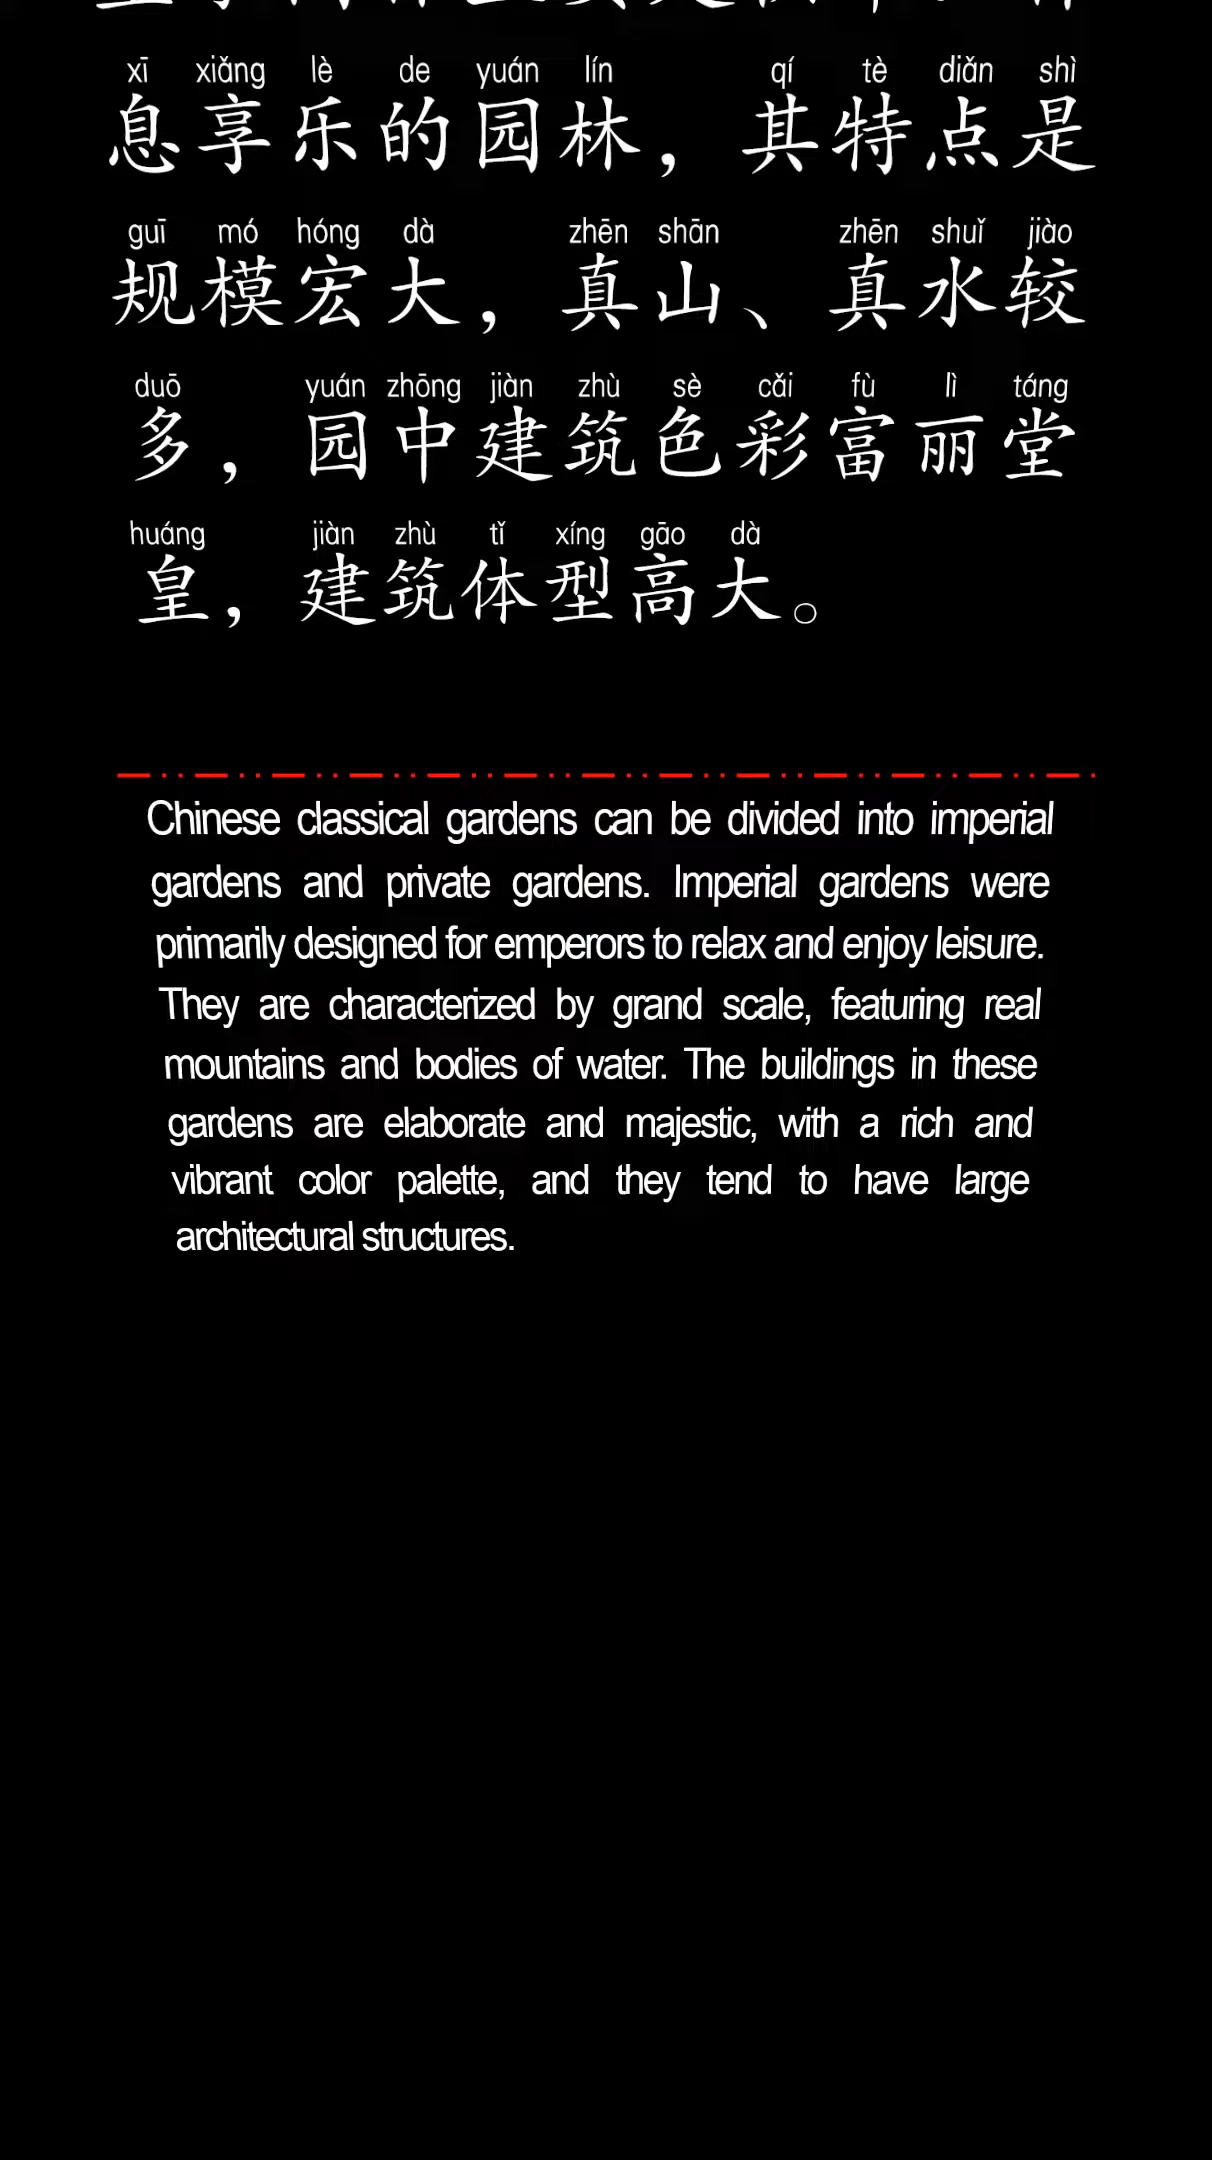 xī xiǎng lè de yuán lín qí tè diǎn shì
息享乐的园林，其特点是
guī mó hóng dà zhēn shān zhēn shuǐ jiào
规模宏大，真山、真水较
duō yuán zhōng jiàn zhù sè cǎi fù lì táng
多，园中建筑色彩富丽堂
huáng jiàn zhù tǐ xíng gāo dà
皇，建筑体型高大。
Chinese classical gardens can be divided into imperial
gardens and private gardens. Imperial gardens were
primarily designed for emperors to relax and enjoy leisure.
They are characterized by grand scale, featuring real
mountains and bodies of water. The buildings in these
gardens are elaborate and majestic, with a rich and
vibrant color palette, and they tend to have large
architectural structures.